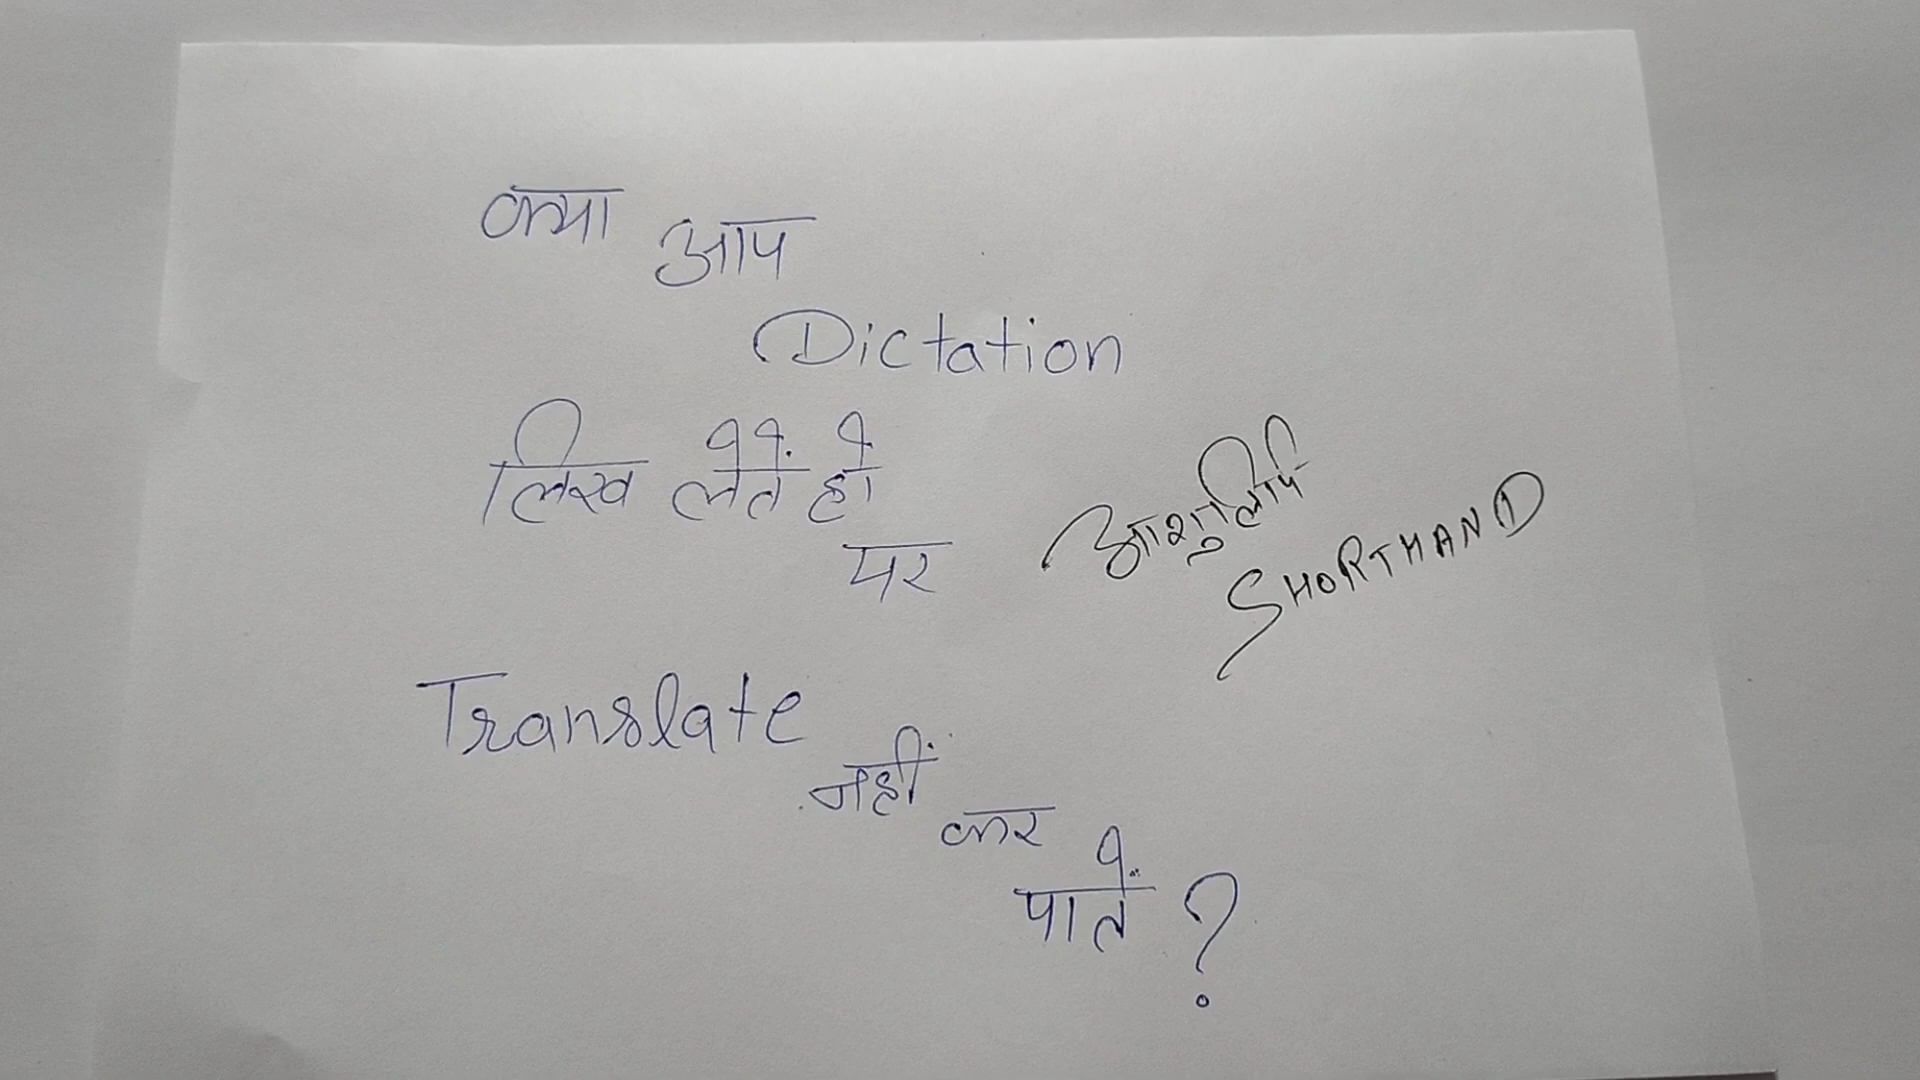 क्या आप
Dictation
लिख लेतें हो
पर
आशुलिपि
SHORTHAND
Translate
नहीं
कर
पातें ?